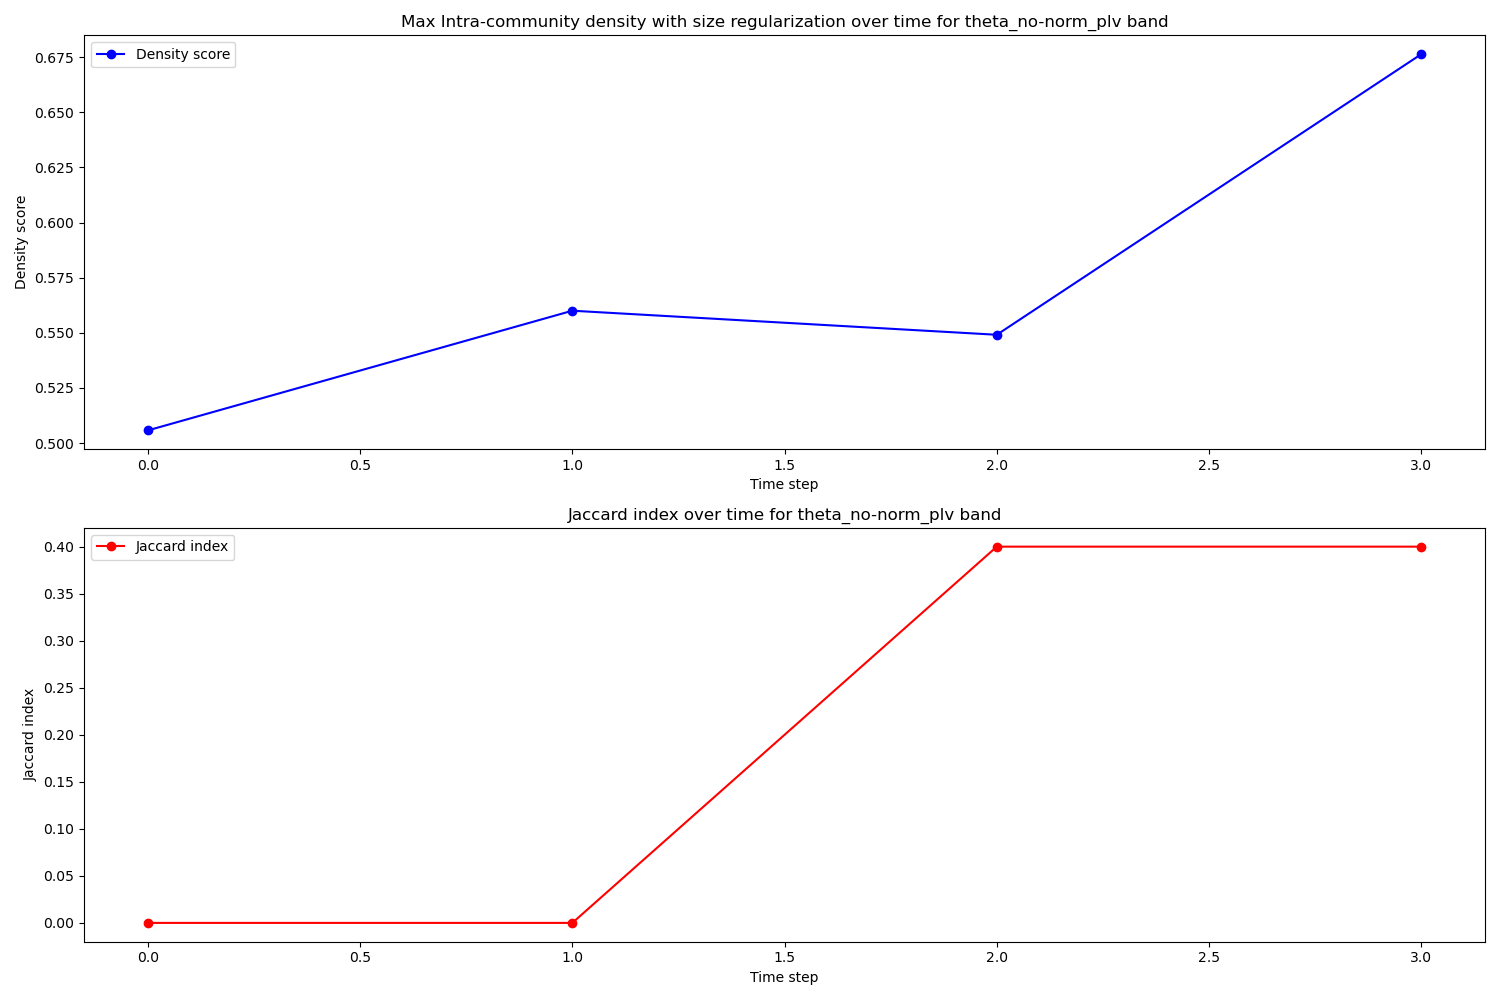 Max Intra-community density with size regularization over time for theta_no-norm_plv band
Density score
0.675
0.650
0.625
0.600
0.575
0.550
0.525
0.500
Density score
0.0 0.5 1.0 1.5 2.0 2.5 3.0
Time step
Jaccard index over time for theta_no-norm_plv band
Jaccard index
0.40
0.35
0.30
0.25
0.20
0.15
0.10
0.05
0.00
Jaccard index
0.0 0.5 1.0 1.5 2.0 2.5 3.0
Time step